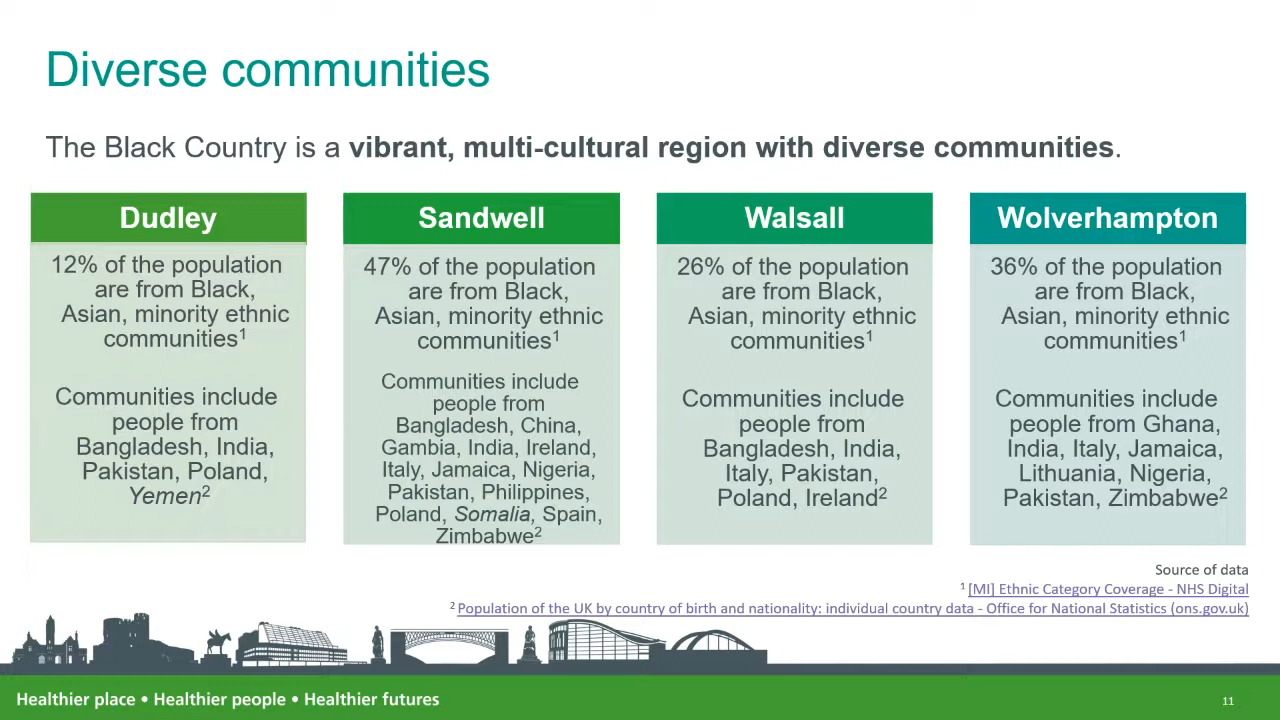 Diverse communities
The Black Country is a vibrant, multi-cultural region with diverse communities.
Dudley
12% of the population
are from Black,
Asian, minority ethnic
communities¹
Communities include
people from
Bangladesh, India,
Pakistan, Poland,
Yemen²
Sandwell
47% of the population
are from Black,
Asian, minority ethnic
communities¹
Communities include
people from
Bangladesh, China,
Gambia, India, Ireland,
Italy, Jamaica, Nigeria,
Pakistan, Philippines,
Poland, Somalia, Spain,
Zimbabwe²
Walsall
26% of the population
are from Black,
Asian, minority ethnic
communities¹
Communities include
people from
Bangladesh, India,
Italy, Pakistan,
Poland, Ireland²
Wolverhampton
36% of the population
are from Black,
Asian, minority ethnic
communities¹
Communities include
people from Ghana,
India, Italy, Jamaica,
Lithuania, Nigeria,
Pakistan, Zimbabwe²
Source of data
¹ [MI] Ethnic Category Coverage - NHS Digital
² Population of the UK by country of birth and nationality: individual country data - Office for National Statistics (ons.gov.uk)
Healthier place • Healthier people • Healthier futures
11